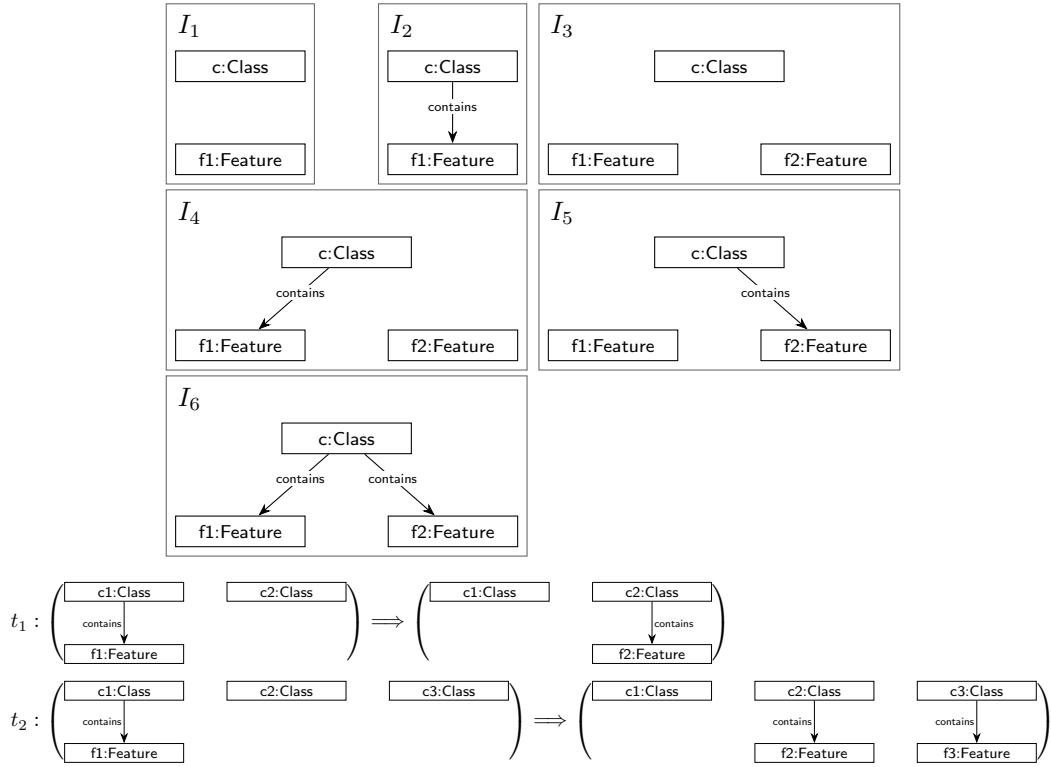 I1 I2 I3
c:Class c:Class c:Class
contains
f1:Feature f1:Feature f1:Feature f2:Feature
I4 I5
c:Class c:Class
contains contains
f1:Feature f2:Feature f1:Feature f2:Feature
I6
c:Class
contains contains
f1:Feature f2:Feature
c1:Class c2:Class c1:Class c2:Class
t1 : ( contains ) ⟹ ( contains )
f1:Feature f2:Feature
c1:Class c2:Class c3:Class c1:Class c2:Class c3:Class
t2 : ( contains ) ⟹ ( contains contains )
f1:Feature f2:Feature f3:Feature